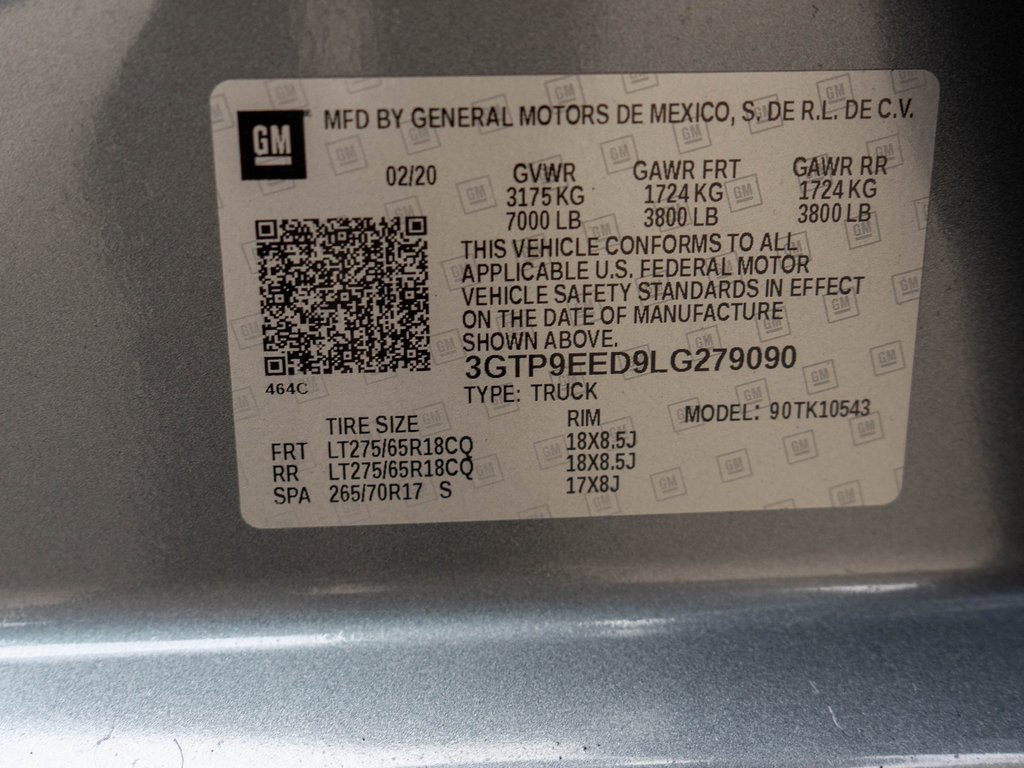 GM MFD BY GENERAL MOTORS DE MEXICO, S. DE R.L. DE C.V.
02/20 GVWR GAWR FRT GAWR RR
3175 KG 1724 KG 1724 KG
7000 LB 3800 LB 3800 LB
THIS VEHICLE CONFORMS TO ALL
APPLICABLE U.S. FEDERAL MOTOR
VEHICLE SAFETY STANDARDS IN EFFECT
ON THE DATE OF MANUFACTURE
SHOWN ABOVE.
3GTP9EED9LG279090
464C
TYPE: TRUCK
MODEL: 90TK10543
TIRE SIZE RIM
FRT LT275/65R18CQ 18X8.5J
RR LT275/65R18CQ 18X8.5J
SPA 265/70R17 S 17X8J